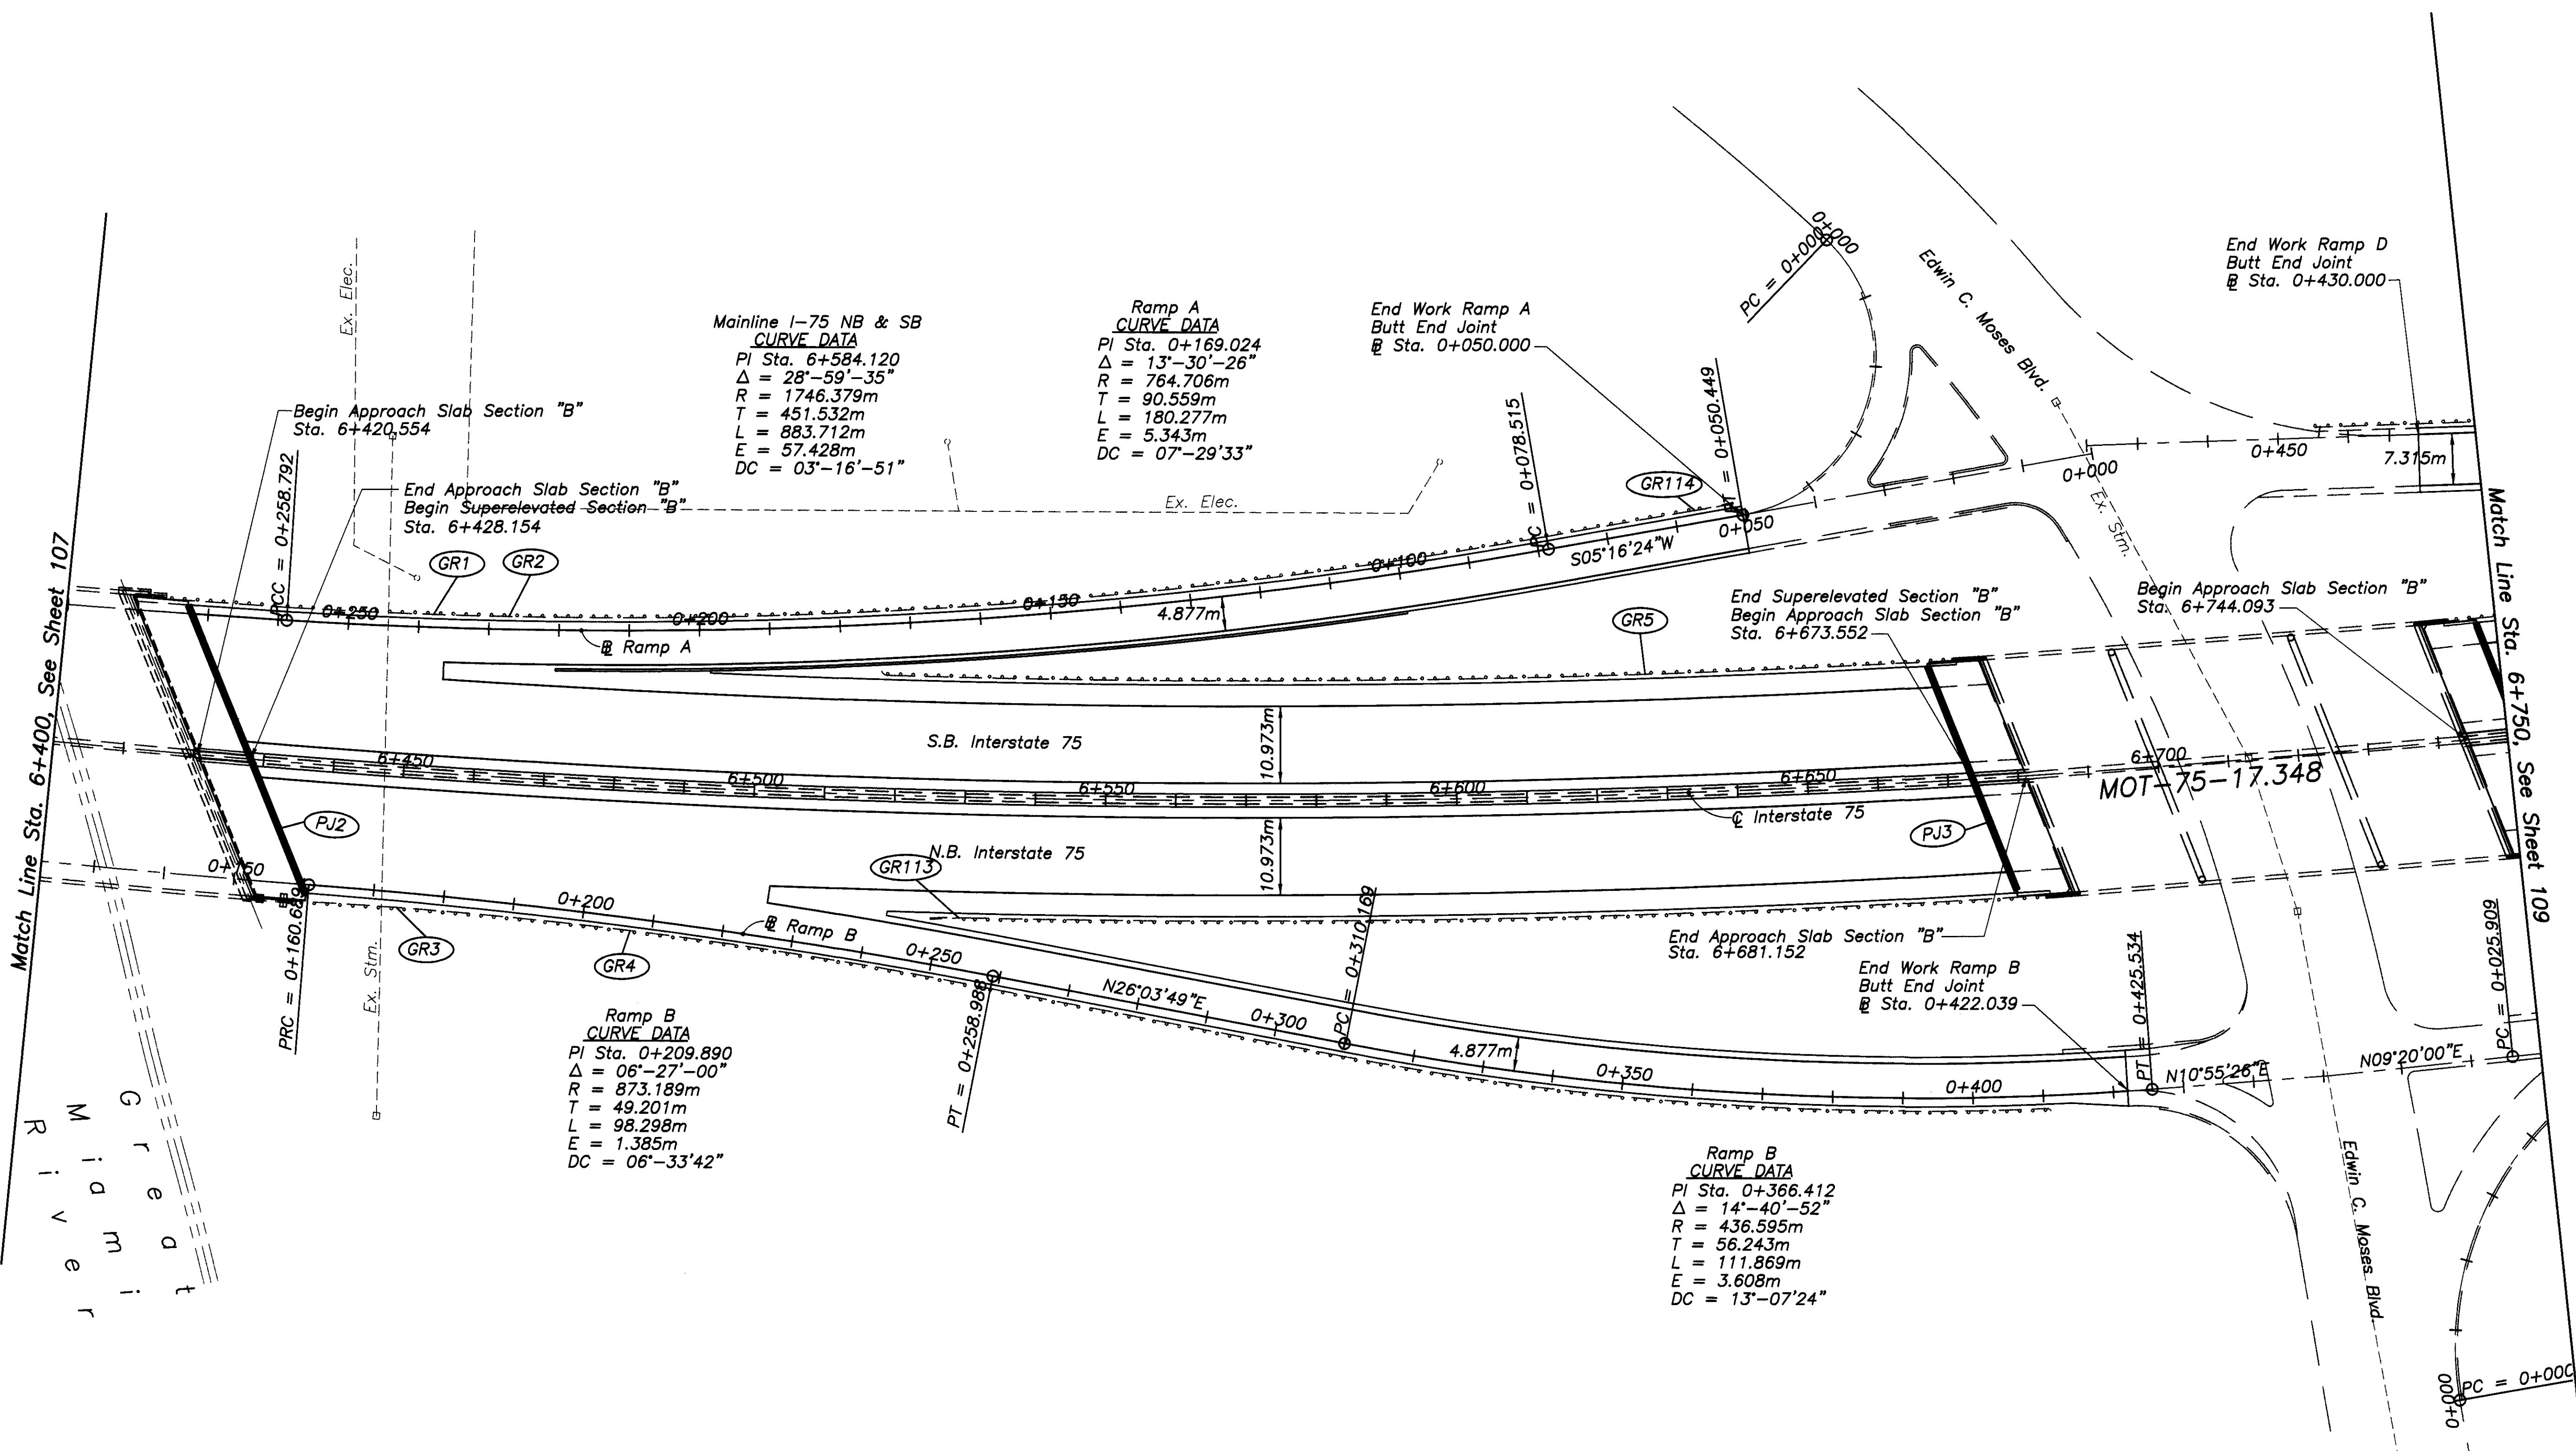 Match Line Sta. 6+400, See Sheet 107
Begin Approach Slab Section "B"
Sta. 6+420.554
End Approach Slab Section "B"
Begin Superelevated Section "B"
Sta. 6+428.154
Ex. Elec.
PCC = 0+258.792
GR1
GR2
Mainline I-75 NB & SB
CURVE DATA
PI Sta. 6+584.120
Δ = 28°-59'-35"
R = 1746.379m
T = 451.532m
L = 883.712m
E = 57.428m
DC = 03°-16'-51"
Ramp A
CURVE DATA
PI Sta. 0+169.024
Δ = 13°-30'-26"
R = 764.706m
T = 90.559m
L = 180.277m
E = 5.343m
DC = 07°-29'33"
End Work Ramp A
Butt End Joint
℄ Sta. 0+050.000
Ex. Elec.
PC = 0+078.515
PT = 0+050.449
GR114
PC = 0+000
0+000
Edwin C. Moses Blvd.
End Work Ramp D
Butt End Joint
℄ Sta. 0+430.000
0+450
0+000
7.315m
Ex. Stm.
0+250
0+200
0+150
0+100
0+050
S05°16'24"W
4.877m
℄ Ramp A
GR5
End Superelevated Section "B"
Begin Approach Slab Section "B"
Sta. 6+673.552
Begin Approach Slab Section "B"
Sta. 6+744.093
Match Line Sta. 6+750, See Sheet 109
S.B. Interstate 75
10.973m
6+450
6+500
6+550
6+600
6+650
6+700
MOT-75-17.348
℄ Interstate 75
PJ2
PJ3
N.B. Interstate 75
10.973m
GR113
0+150
PRC = 0+160.689
Ex. Stm.
GR3
GR4
0+200
℄ Ramp B
0+250
PT = 0+258.988
N26°03'49"E
0+300
PC = 0+310.169
4.877m
0+350
0+400
End Approach Slab Section "B"
Sta. 6+681.152
End Work Ramp B
Butt End Joint
℄ Sta. 0+422.039
PT = 0+425.534
N10°55'26"E
N09°20'00"E
PC = 0+025.909
Ramp B
CURVE DATA
PI Sta. 0+209.890
Δ = 06°-27'-00"
R = 873.189m
T = 49.201m
L = 98.298m
E = 1.385m
DC = 06°-33'42"
Ramp B
CURVE DATA
PI Sta. 0+366.412
Δ = 14°-40'-52"
R = 436.595m
T = 56.243m
L = 111.869m
E = 3.608m
DC = 13°-07'24"
Great
Miami
River
Edwin C. Moses Blvd.
0+000
PC = 0+000